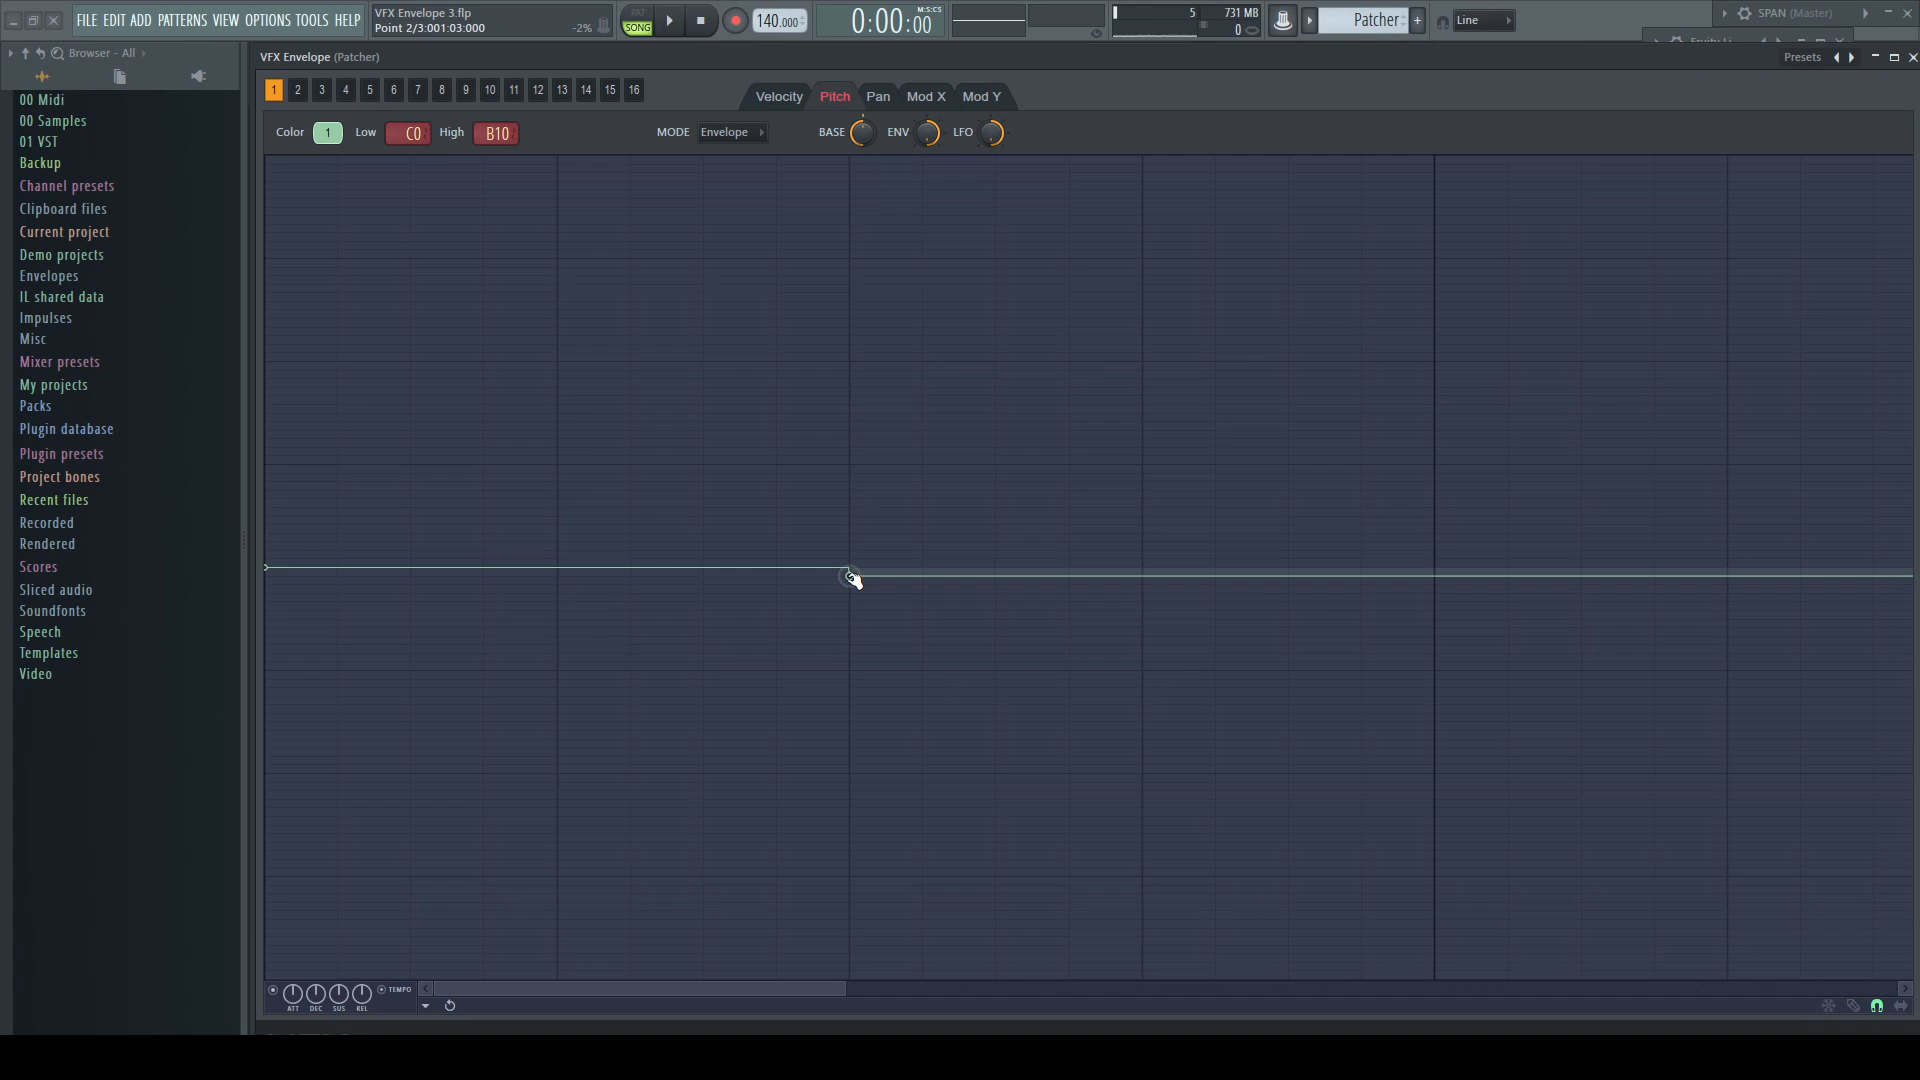 FILE EDIT ADD PATTERNS VIEW OPTIONS TOOLS HELP
VFX Envelope 3.flp
Point 2/3:001:03:000
-2%
PAT
SONG
140.000
M:S:CS
0:00:00
5
731 MB
0
Patcher
+
Line
SPAN (Master)
Browser - All
VFX Envelope (Patcher)
Presets
1 2 3 4 5 6 7 8 9 10 11 12 13 14 15 16
Velocity Pitch Pan Mod X Mod Y
Color 1 Low C0 High B10 MODE Envelope BASE ENV LFO
00 Midi
00 Samples
01 VST
Backup
Channel presets
Clipboard files
Current project
Demo projects
Envelopes
IL shared data
Impulses
Misc
Mixer presets
My projects
Packs
Plugin database
Plugin presets
Project bones
Recent files
Recorded
Rendered
Scores
Sliced audio
Soundfonts
Speech
Templates
Video
TEMPO
ATT DEC SUS REL